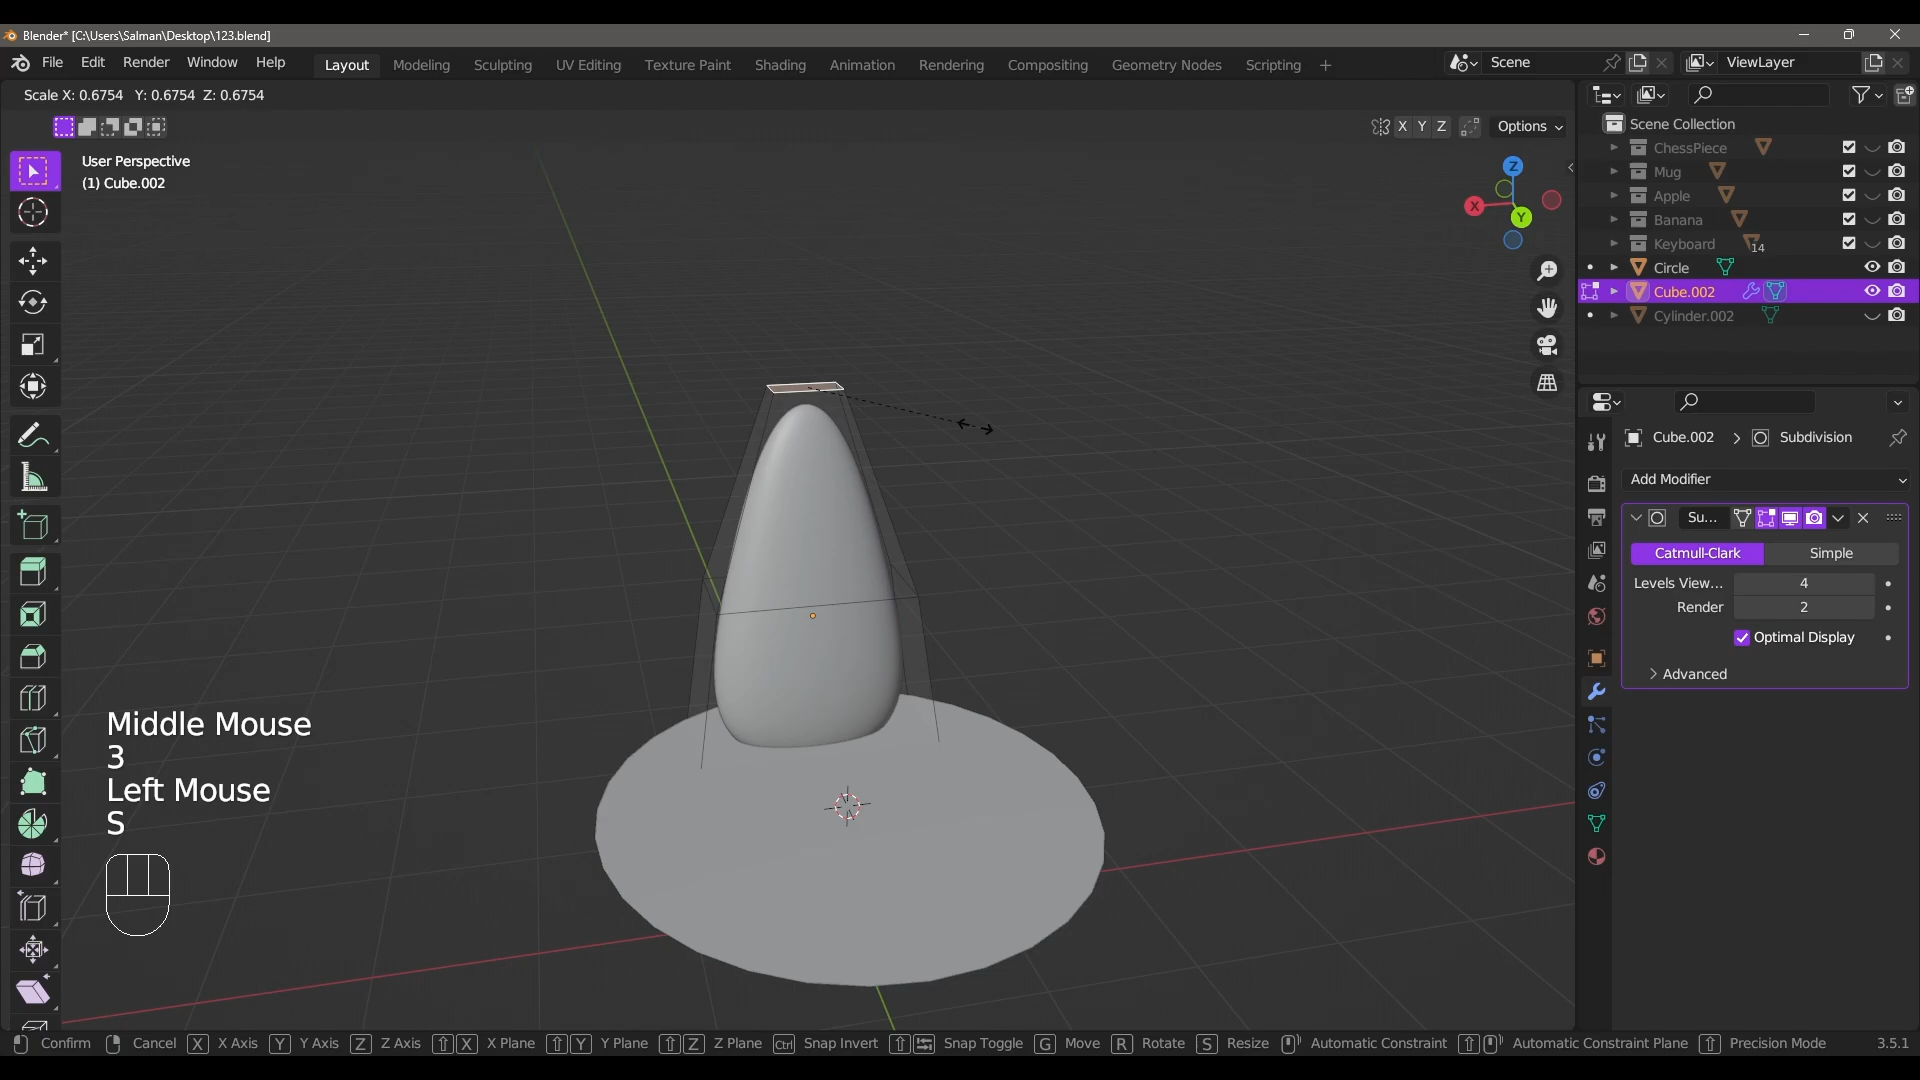 Blender* [C:\Users\Salman\Desktop\123.blend]
File Edit Render Window Help Layout Modeling Sculpting UV Editing Texture Paint Shading Animation Rendering Compositing Geometry Nodes Scripting + Scene ViewLayer
Scale X: 0.6754 Y: 0.6754 Z: 0.6754
X Y Z Options
User Perspective
(1) Cube.002
Z
X
Y
Scene Collection
ChessPiece
Mug
Apple
Banana
Keyboard 14
Circle
Cube.002
Cylinder.002
Cube.002 > Subdivision
Add Modifier
Su...
Catmull-Clark Simple
Levels View... 4
Render 2
Optimal Display
Advanced
Middle Mouse
3
Left Mouse
S
Confirm Cancel X X Axis Y Y Axis Z Z Axis X X Plane Y Y Plane Z Z Plane Ctrl Snap Invert Snap Toggle G Move R Rotate S Resize Automatic Constraint Automatic Constraint Plane Precision Mode 3.5.1